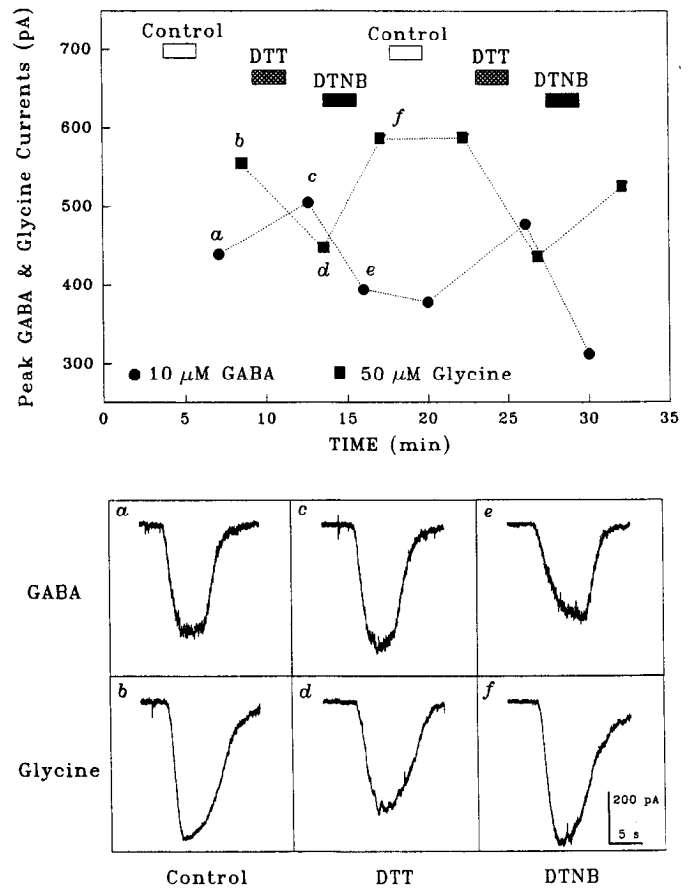 Peak GABA & Glycine Currents (pA)
700
600
500
400
300
Control
DTT
DTNB
Control
DTT
DTNB
b
a
c
d
e
f
10 μM GABA
50 μM Glycine
0 5 10 15 20 25 30 35
TIME (min)
a c e
GABA
b d f
Glycine
200 pA
5 s
Control DTT DTNB